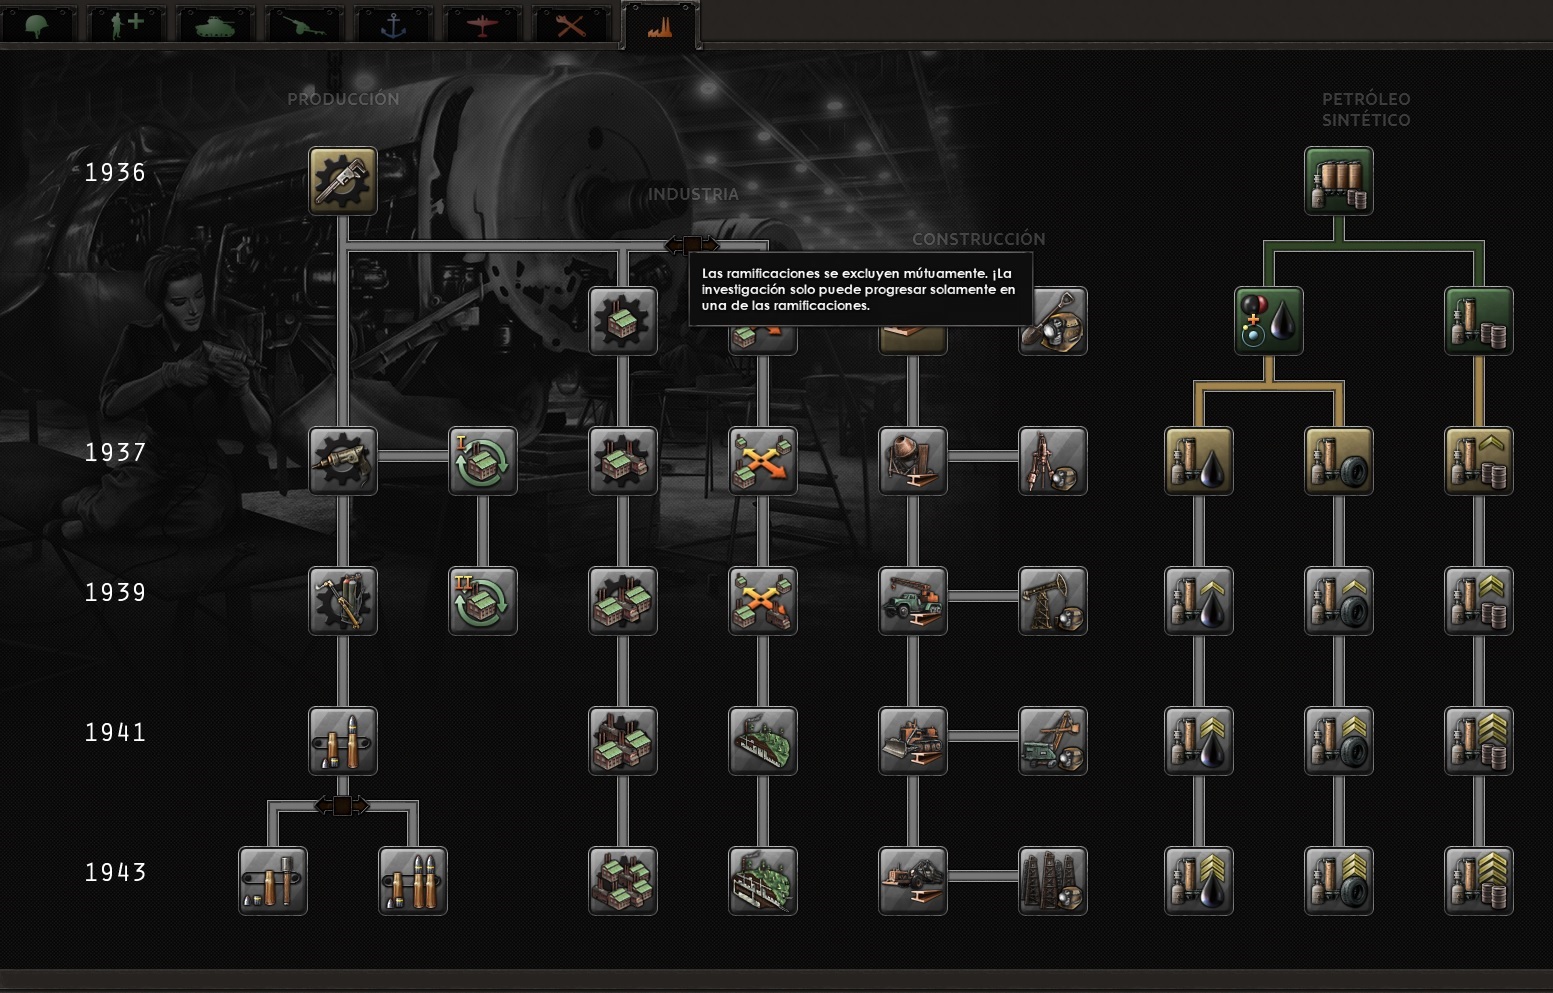 PRODUCCIÓN
PETRÓLEO
SINTÉTICO
1936
INDUSTRIA
CONSTRUCCIÓN
Las ramificaciones se excluyen mútuamente. ¡La
investigación solo puede progresar solamente en
una de las ramificaciones.
1937
I
1939
II
1941
1943